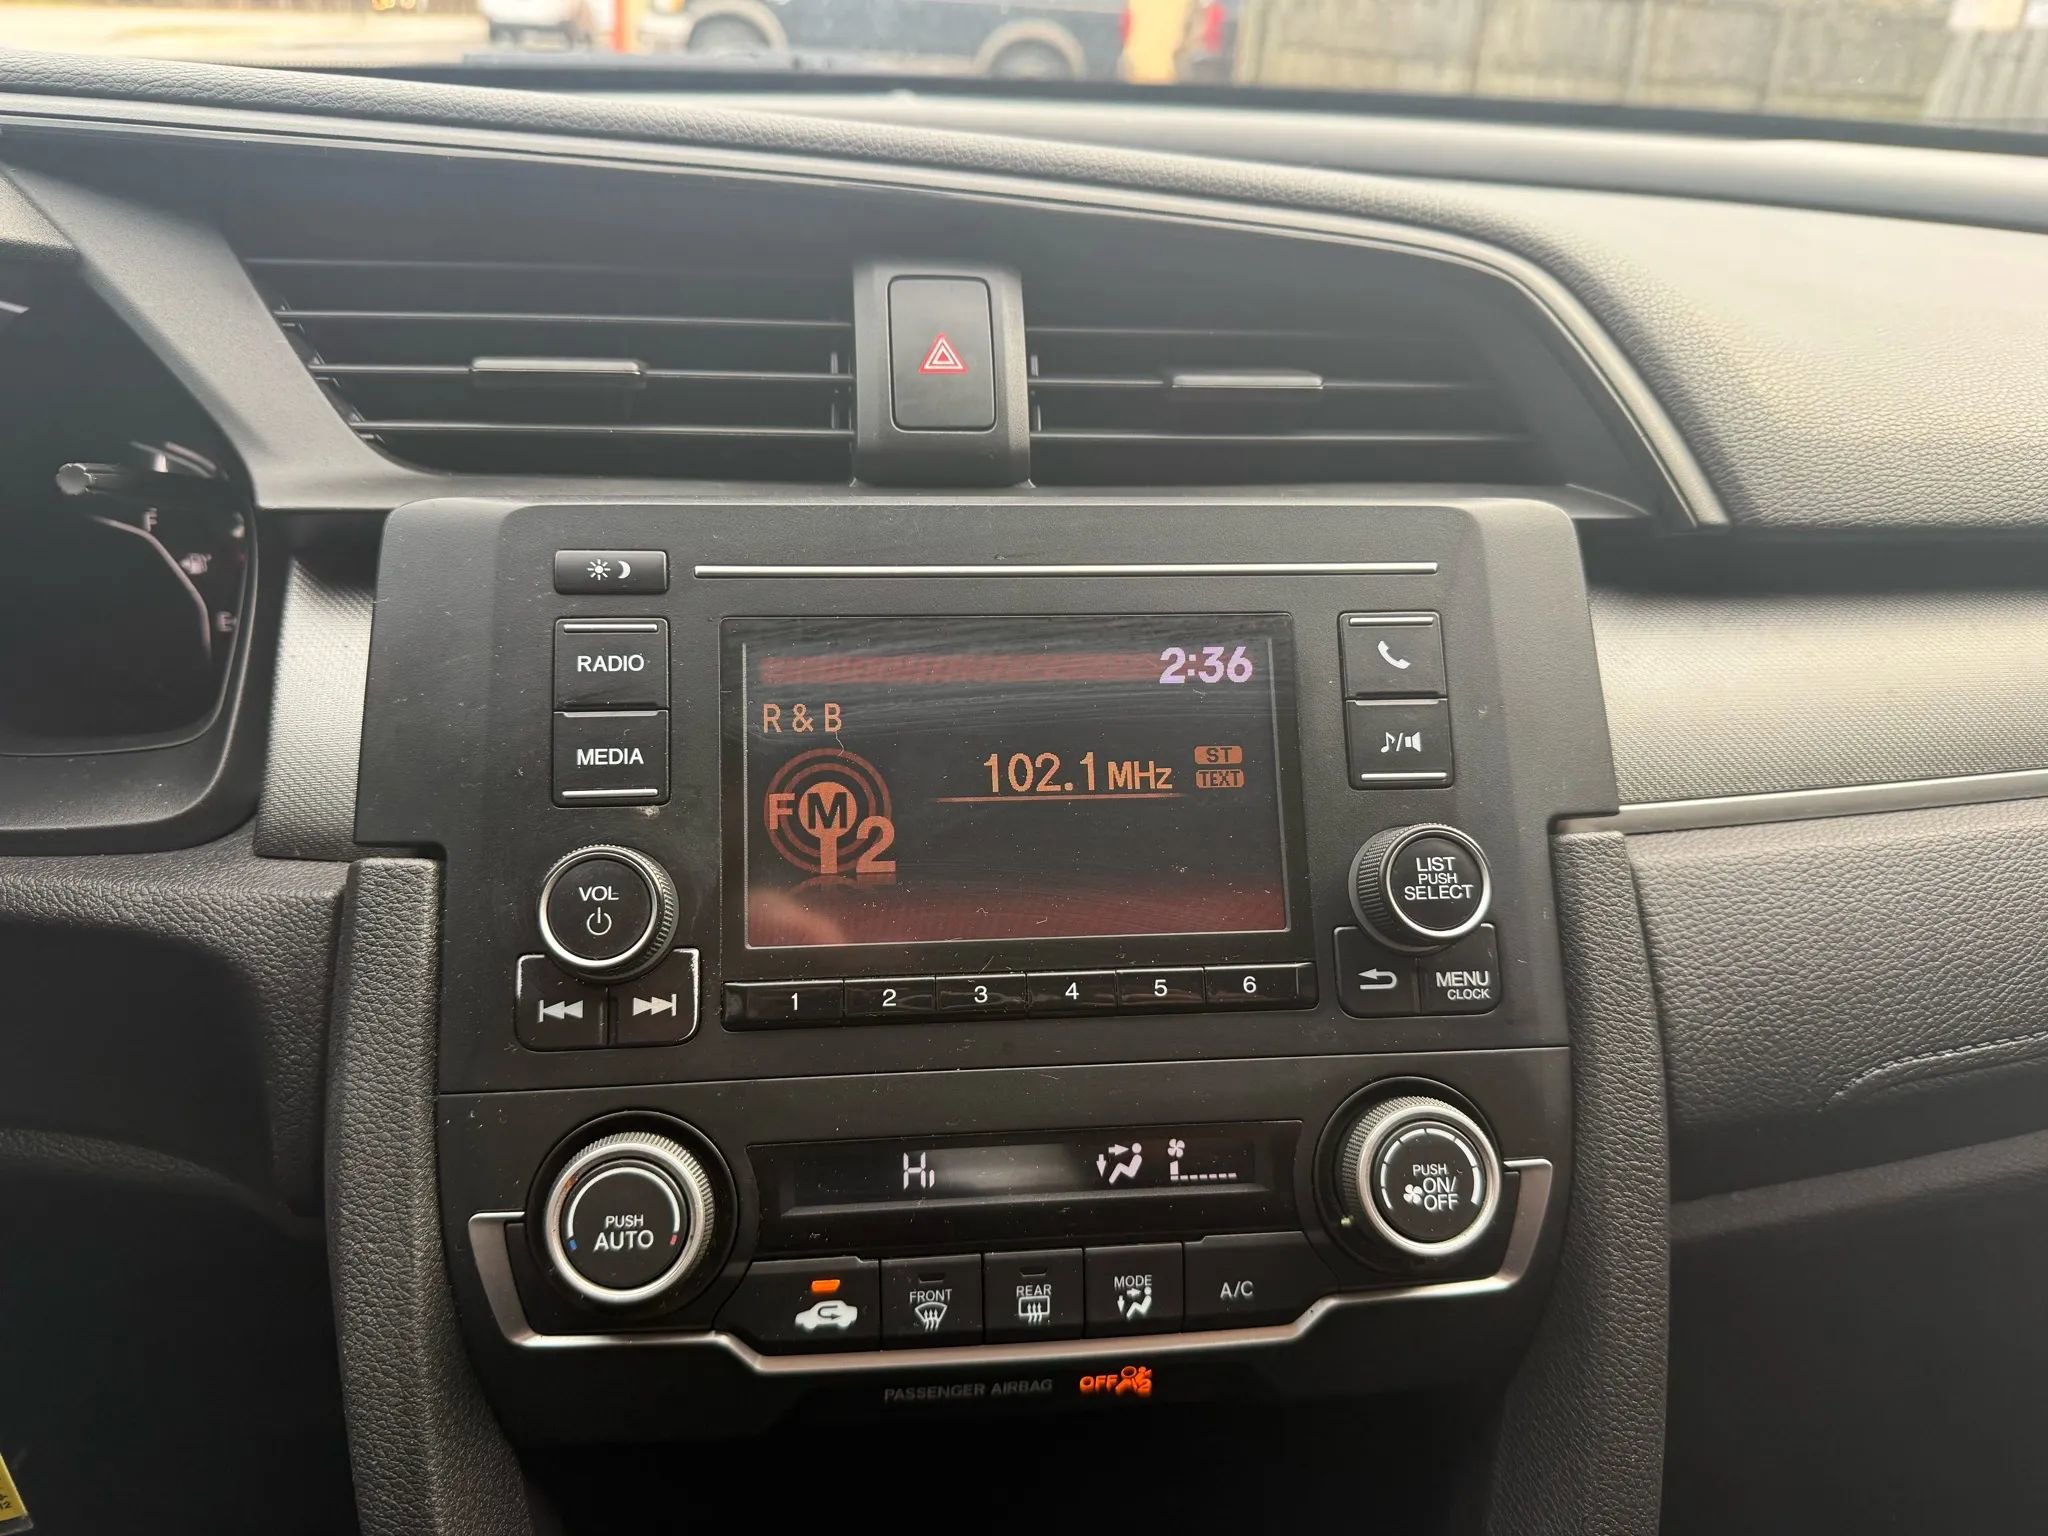 F
E
RADIO
MEDIA
VOL
2:36
R & B
102.1 MHz
ST
TEXT
FM2
LIST
PUSH
SELECT
1 2 3 4 5 6
MENU
CLOCK
PUSH
AUTO
Hi
PUSH
ON/
OFF
FRONT
REAR
MODE
A/C
PASSENGER AIRBAG OFF 2